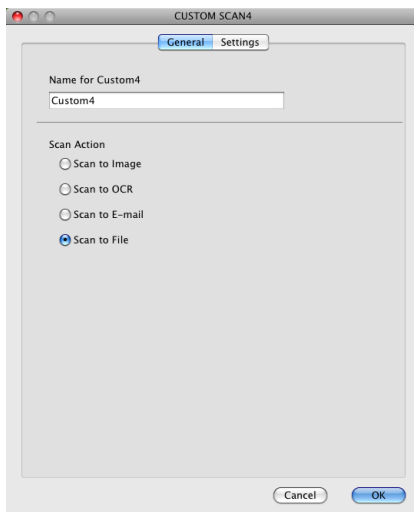 CUSTOM SCAN4
General Settings
Name for Custom4
Custom4
Scan Action
Scan to Image
Scan to OCR
Scan to E-mail
Scan to File
Cancel OK